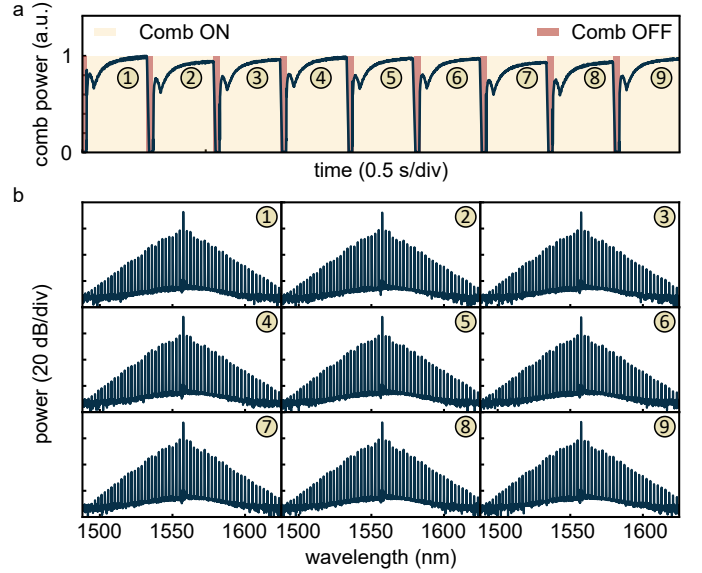 a
Comb ON
Comb OFF
comb power (a.u.)
1
0
① ② ③ ④ ⑤ ⑥ ⑦ ⑧ ⑨
time (0.5 s/div)
b
power (20 dB/div)
① ② ③
④ ⑤ ⑥
⑦ ⑧ ⑨
1500 1550 1600 1500 1550 1600 1500 1550 1600
wavelength (nm)